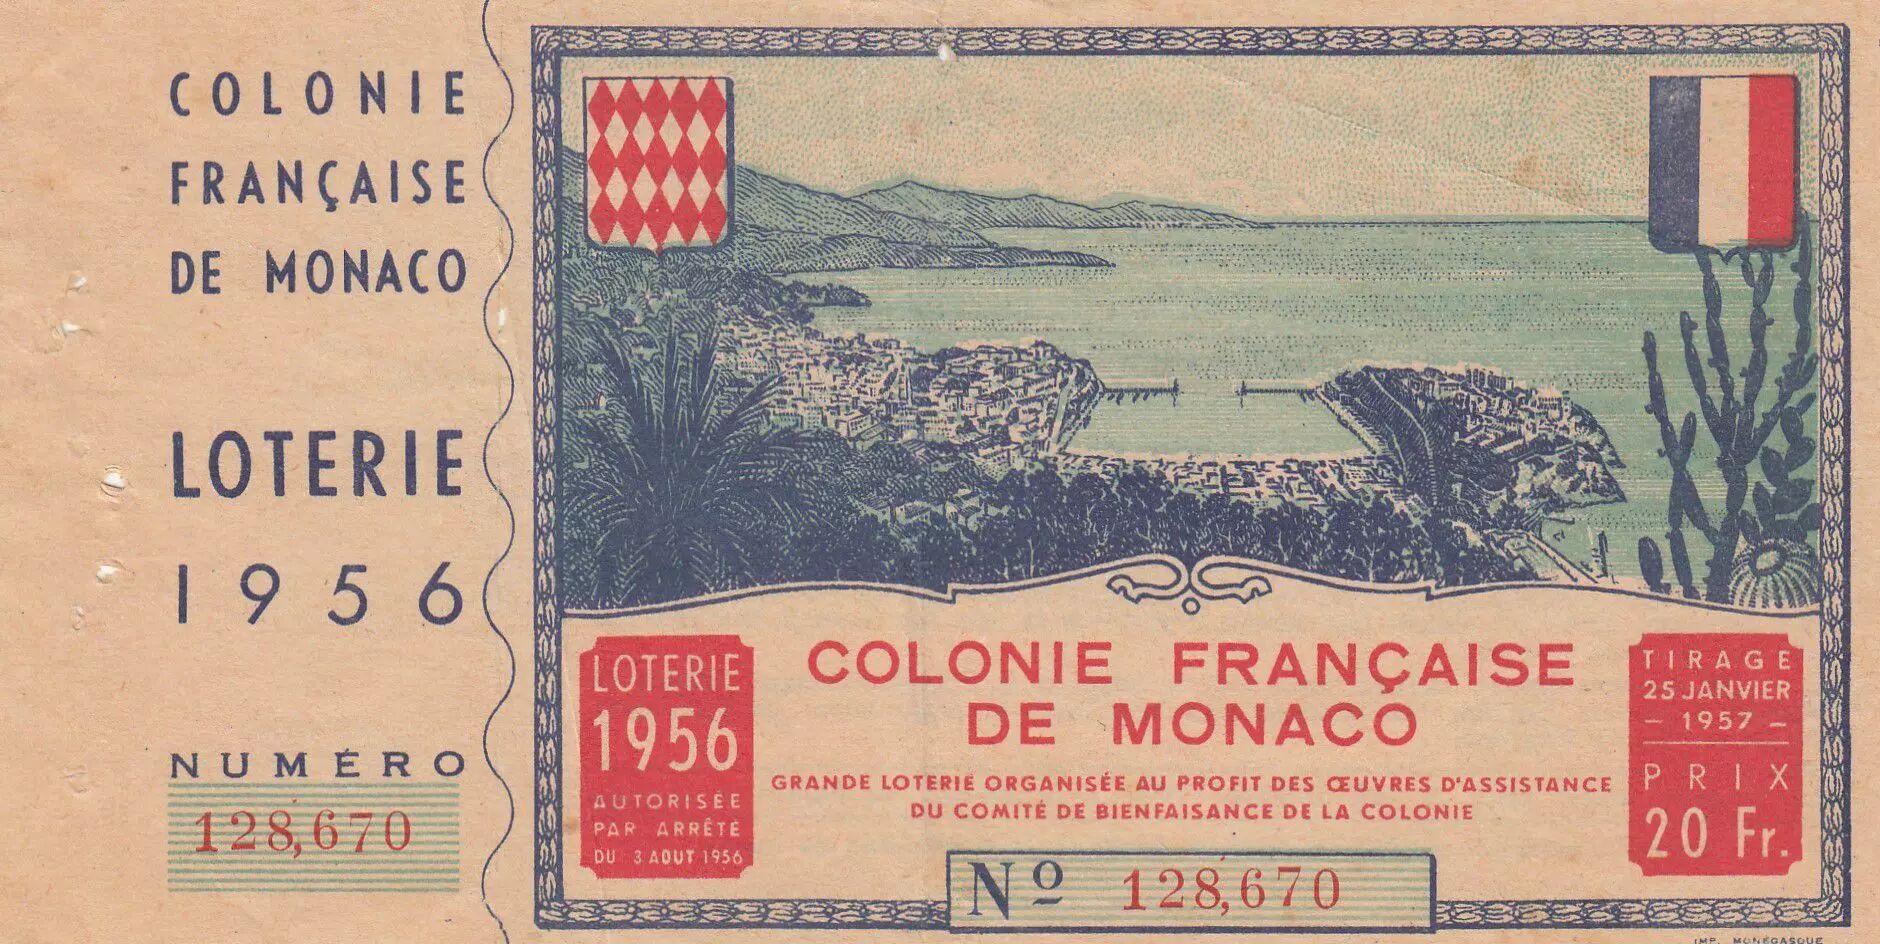 COLONIE
FRANÇAISE
DE MONACO
LOTERIE
1956
NUMÉRO
128,670
LOTERIE
1956
AUTORISÉE
PAR ARRÊTÉ
DU 3 AOUT 1956
COLONIE FRANÇAISE
DE MONACO
GRANDE LOTERIE ORGANISÉE AU PROFIT DES ŒUVRES D'ASSISTANCE
DU COMITÉ DE BIENFAISANCE DE LA COLONIE
Nº 128,670
TIRAGE
25 JANVIER
- 1957 -
PRIX
20 Fr.
IMP. MONÉGASQUE